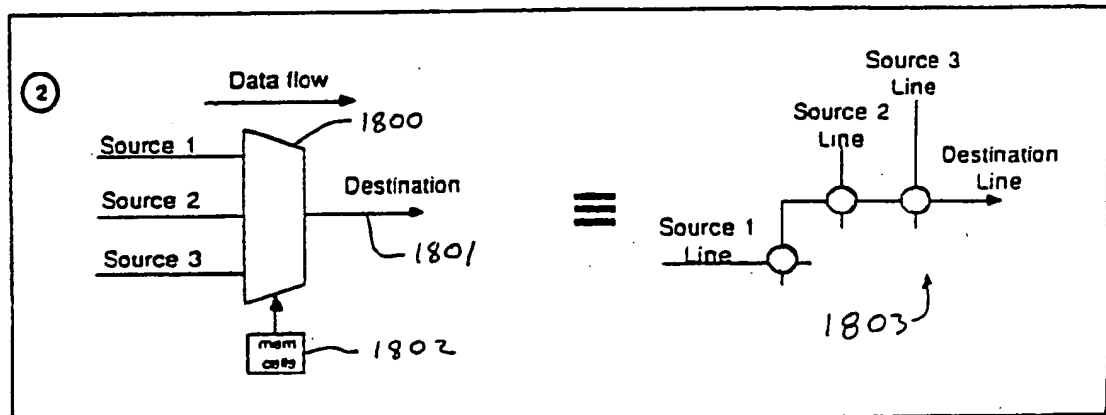 2
Data flow
1800
Source 1
Source 2
Destination
Source 3
1801
mem
cells
1802
≡
Source 3
Line
Source 2
Line
Destination
Line
Source 1
Line
1803